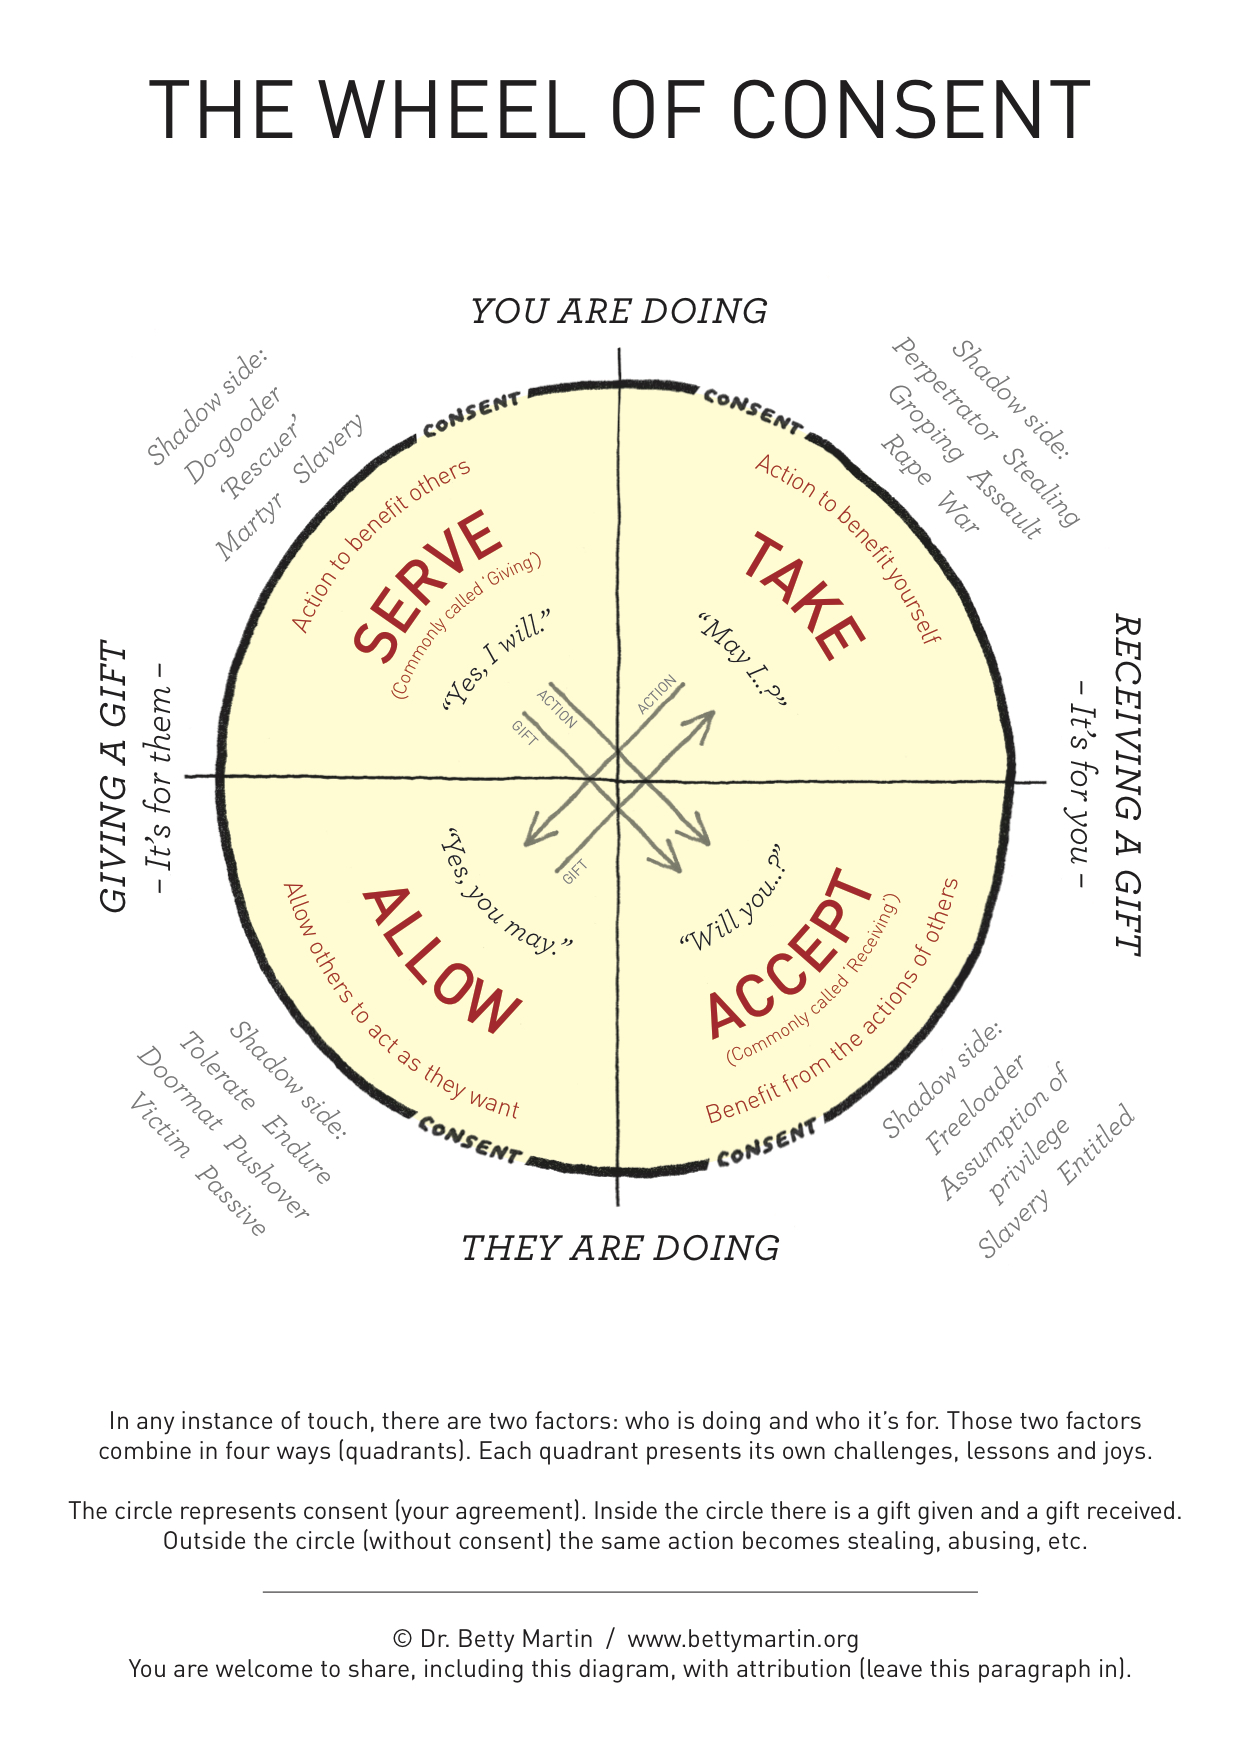 THE WHEEL OF CONSENT
YOU ARE DOING
Shadow side:
Do-gooder
‘Rescuer’
Martyr Slavery
Shadow side:
Perpetrator Stealing
Groping Assault
Rape War
CONSENT
CONSENT
Action to benefit others
SERVE
(Commonly called ‘Giving’)
“Yes, I will.”
Action to benefit yourself
TAKE
“May I...?”
GIVING A GIFT
– It’s for them –
RECEIVING A GIFT
– It’s for you –
ACTION
GIFT
ACTION
GIFT
“Yes, you may.”
ALLOW
Allow others to act as they want
“Will you...?”
ACCEPT
(Commonly called ‘Receiving’)
Benefit from the actions of others
CONSENT
CONSENT
Shadow side:
Tolerate Endure
Doormat Pushover
Victim Passive
Shadow side:
Freeloader
Assumption of
privilege
Slavery Entitled
THEY ARE DOING
In any instance of touch, there are two factors: who is doing and who it’s for. Those two factors
combine in four ways (quadrants). Each quadrant presents its own challenges, lessons and joys.
The circle represents consent (your agreement). Inside the circle there is a gift given and a gift received.
Outside the circle (without consent) the same action becomes stealing, abusing, etc.
© Dr. Betty Martin / www.bettymartin.org
You are welcome to share, including this diagram, with attribution (leave this paragraph in).